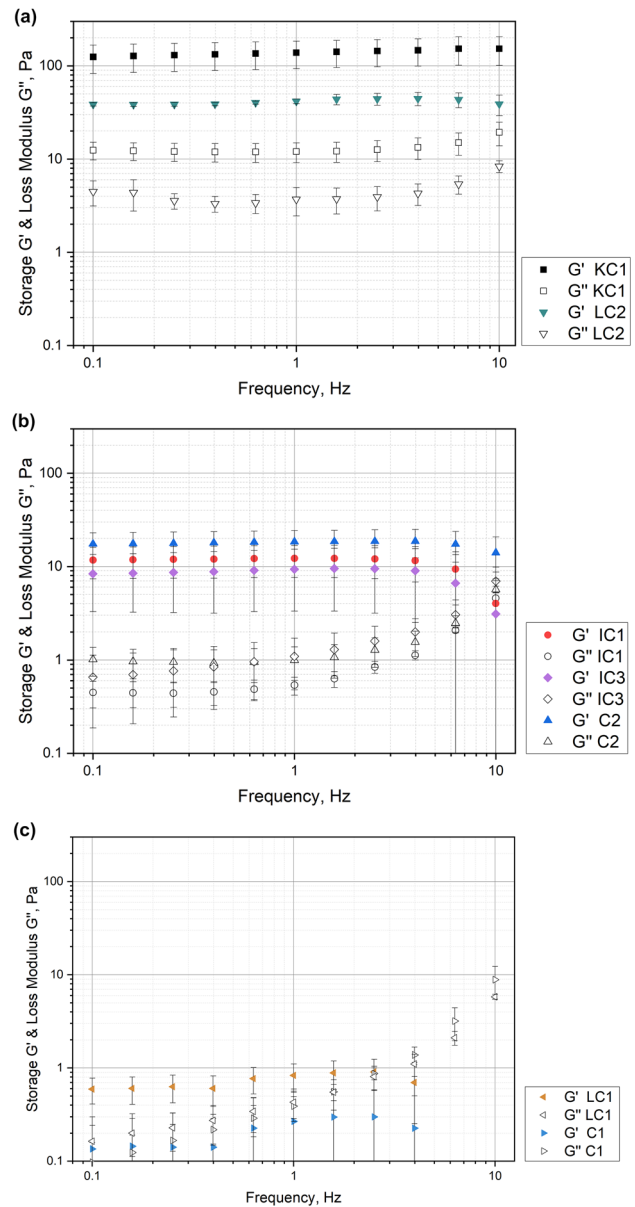 (a)
100
10
1
0.1
Storage G' & Loss Modulus G", Pa
0.1
1
10
Frequency, Hz
G' KC1
G" KC1
G' LC2
G" LC2
(b)
100
10
1
0.1
Storage G' & Loss Modulus G", Pa
0.1
1
10
Frequency, Hz
G' IC1
G" IC1
G' IC3
G" IC3
G' C2
G" C2
(c)
100
10
1
0.1
Storage G' & Loss Modulus G", Pa
0.1
1
10
Frequency, Hz
G' LC1
G" LC1
G' C1
G" C1